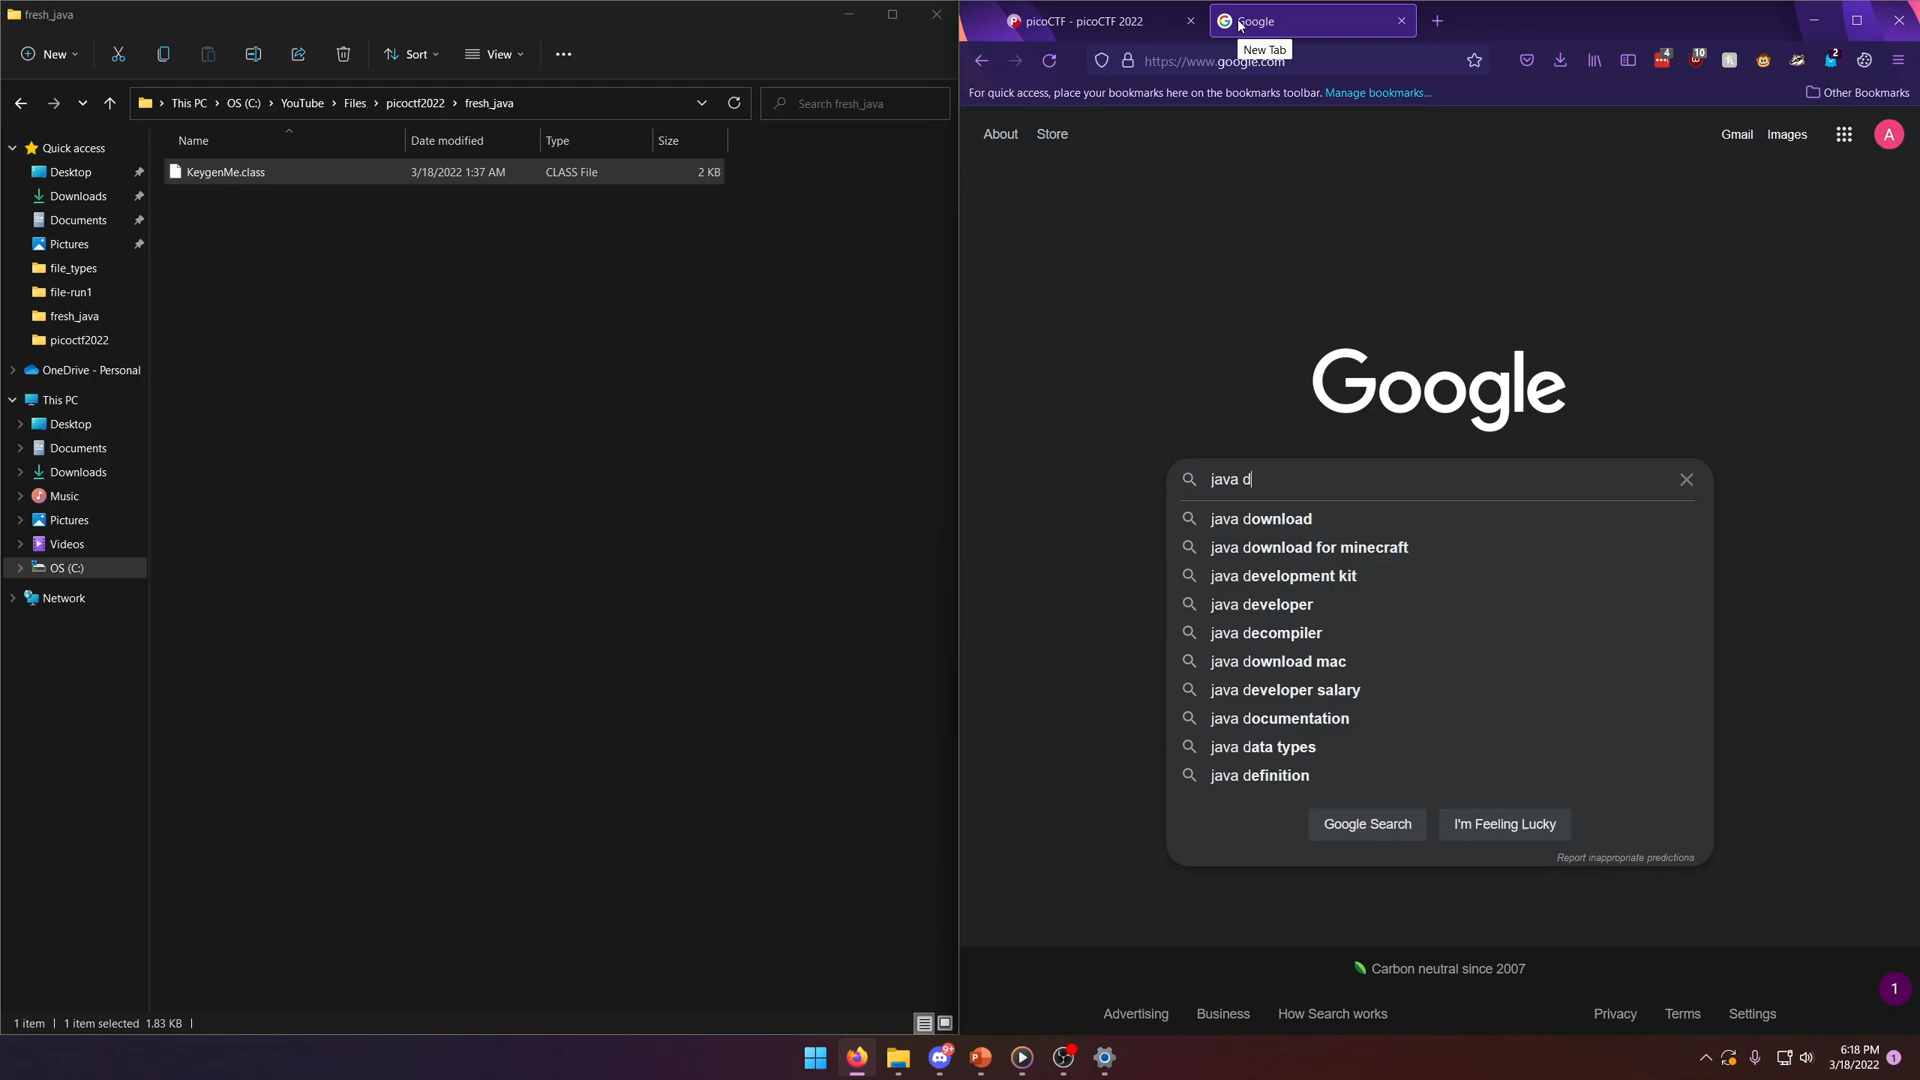 fresh_java
New
Sort
View
This PC
OS (C:)
YouTube
Files
picoctf2022
fresh_java
Search fresh_java
Name
Date modified
Type
Size
KeygenMe.class
3/18/2022 1:37 AM
CLASS File
2 KB
Quick access
Desktop
Downloads
Documents
Pictures
file_types
file-run1
fresh_java
picoctf2022
OneDrive - Personal
This PC
Desktop
Documents
Downloads
Music
Pictures
Videos
OS (C:)
Network
1 item
1 item selected 1.83 KB
picoCTF - picoCTF 2022
Google
New Tab
https://www.google.com
4
10
2
For quick access, place your bookmarks here on the bookmarks toolbar. Manage bookmarks...
Other Bookmarks
About
Store
Gmail
Images
A
Google
java d
java download
java download for minecraft
java development kit
java developer
java decompiler
java download mac
java developer salary
java documentation
java data types
java definition
Google Search
I'm Feeling Lucky
Report inappropriate predictions
Carbon neutral since 2007
1
Advertising
Business
How Search works
Privacy
Terms
Settings
9+
6:18 PM
3/18/2022
1